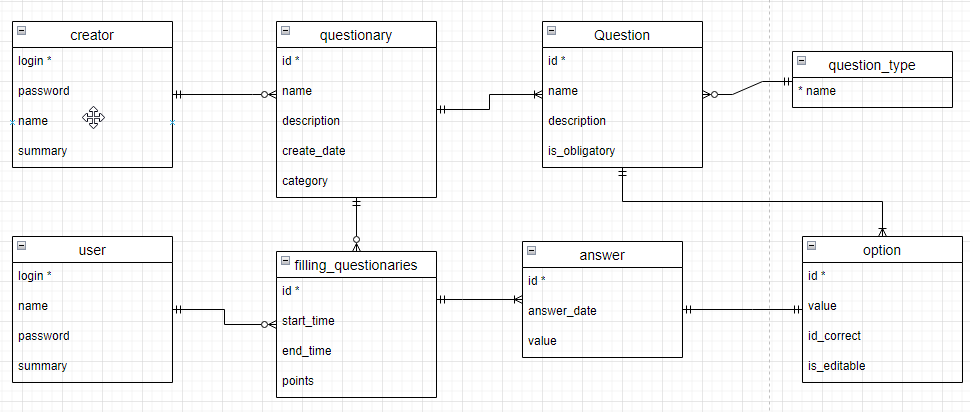 creator
login *
password
name
summary
questionary
id *
name
description
create_date
category
Question
id *
name
description
is_obligatory
question_type
* name
user
login *
name
password
summary
filling_questionaries
id *
start_time
end_time
points
answer
id *
answer_date
value
option
id *
value
id_correct
is_editable